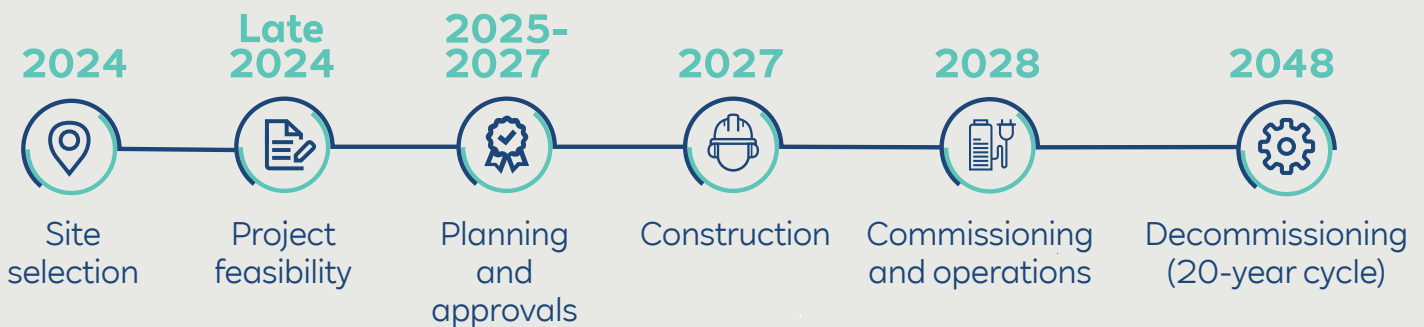 2024
Site
selection
Late
2024
Project
feasibility
2025-
2027
Planning
and
approvals
2027
Construction
2028
Commissioning
and operations
2048
Decommissioning
(20-year cycle)